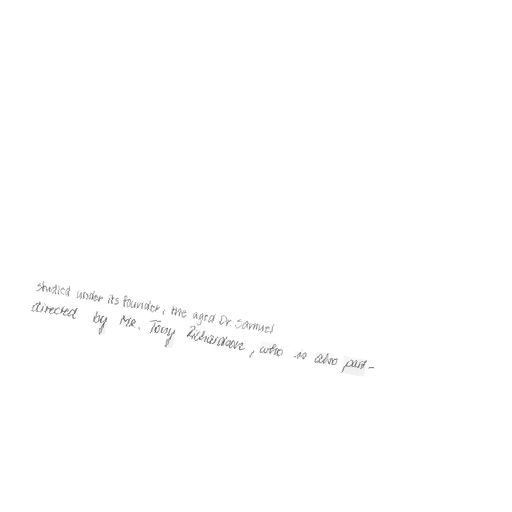 studied under its founder, the aged Dr. Samuel
directed by Mr. Tony Richardson, who is also part-